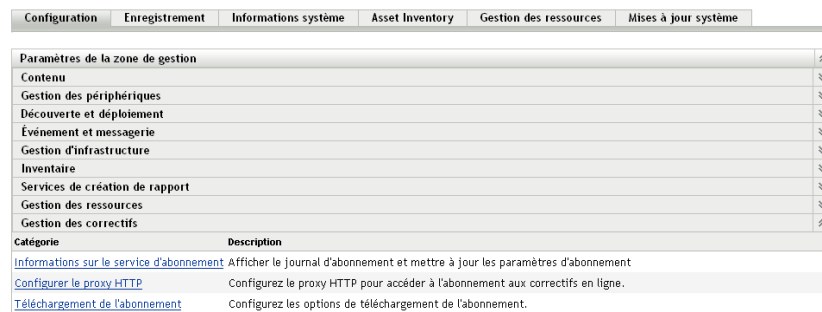 Configuration Enregistrement Informations système Asset Inventory Gestion des ressources Mises à jour système
Paramètres de la zone de gestion
Contenu
Gestion des périphériques
Découverte et déploiement
Événement et messagerie
Gestion d'infrastructure
Inventaire
Services de création de rapport
Gestion des ressources
Gestion des correctifs
Catégorie Description
Informations sur le service d'abonnement Afficher le journal d'abonnement et mettre à jour les paramètres d'abonnement
Configurer le proxy HTTP Configurez le proxy HTTP pour accéder à l'abonnement aux correctifs en ligne.
Téléchargement de l'abonnement Configurez les options de téléchargement de l'abonnement.